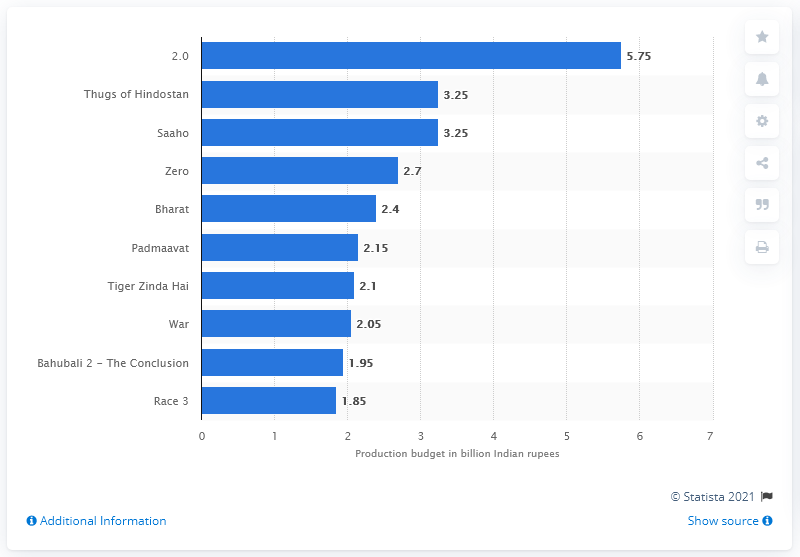 2.0 5.75
Thugs of Hindostan 3.25
Saaho 3.25
Zero 2.7
Bharat 2.4
Padmaavat 2.15
Tiger Zinda Hai 2.1
War 2.05
Bahubali 2 – The Conclusion 1.95
Race 3 1.85
0 1 2 3 4 5 6 7
Production budget in billion Indian rupees
© Statista 2021
Additional Information Show source